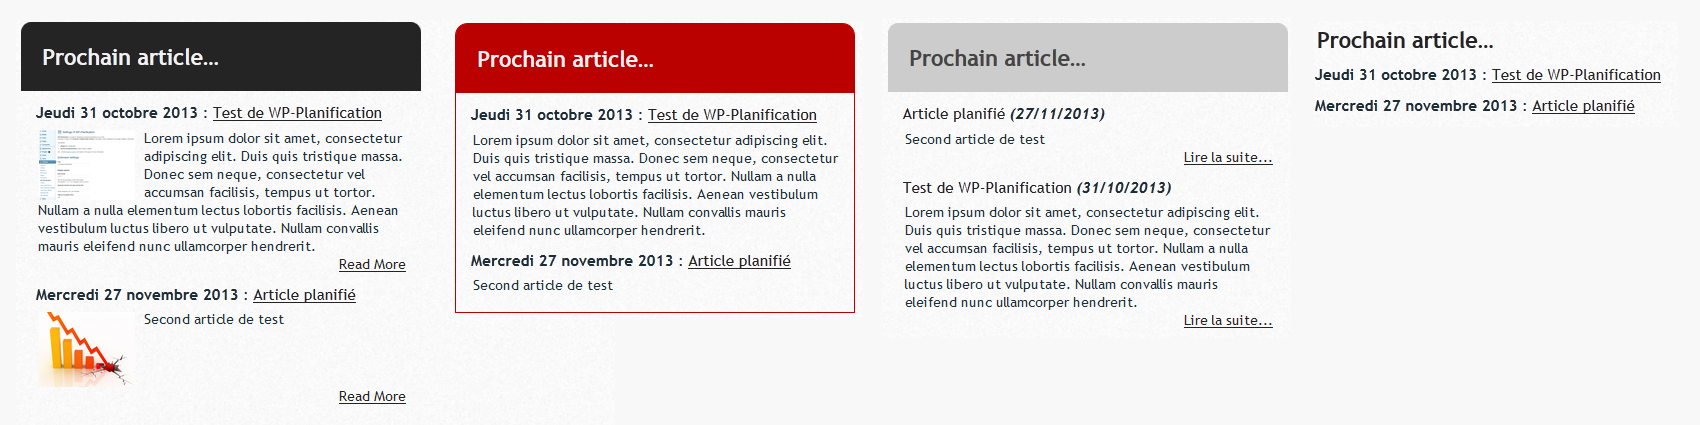 Prochain article...
Jeudi 31 octobre 2013 : Test de WP-Planification
Lorem ipsum dolor sit amet, consectetur
adipiscing elit. Duis quis tristique massa.
Donec sem neque, consectetur vel
accumsan facilisis, tempus ut tortor.
Nullam a nulla elementum lectus lobortis facilisis. Aenean
vestibulum luctus libero ut vulputate. Nullam convallis
mauris eleifend nunc ullamcorper hendrerit.
Read More
Mercredi 27 novembre 2013 : Article planifié
Second article de test
Read More
Prochain article...
Jeudi 31 octobre 2013 : Test de WP-Planification
Lorem ipsum dolor sit amet, consectetur adipiscing elit.
Duis quis tristique massa. Donec sem neque, consectetur
vel accumsan facilisis, tempus ut tortor. Nullam a nulla
elementum lectus lobortis facilisis. Aenean vestibulum
luctus libero ut vulputate. Nullam convallis mauris
eleifend nunc ullamcorper hendrerit.
Mercredi 27 novembre 2013 : Article planifié
Second article de test
Prochain article...
Article planifié (27/11/2013)
Second article de test
Lire la suite...
Test de WP-Planification (31/10/2013)
Lorem ipsum dolor sit amet, consectetur adipiscing elit.
Duis quis tristique massa. Donec sem neque, consectetur
vel accumsan facilisis, tempus ut tortor. Nullam a nulla
elementum lectus lobortis facilisis. Aenean vestibulum
luctus libero ut vulputate. Nullam convallis mauris
eleifend nunc ullamcorper hendrerit.
Lire la suite...
Prochain article...
Jeudi 31 octobre 2013 : Test de WP-Planification
Mercredi 27 novembre 2013 : Article planifié